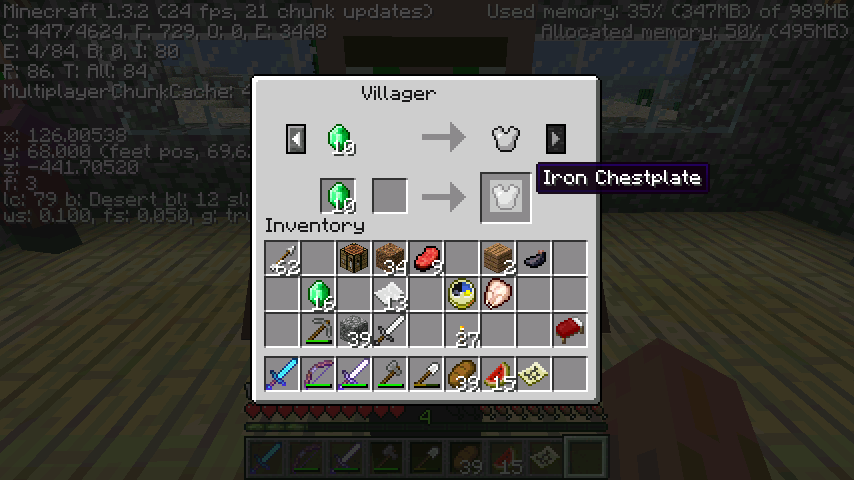 Minecraft 1.3.2 (24 fps, 21 chunk updates)
Used memory: 35% (347MB) of 989MB
C: 447/4624, F: 729, O: 0, E: 3448
Allocated memory: 50% (495MB)
E: 4/84, B: 0, I: 80
P: 86, T: All: 84
MultiplayerChunkCache: 4
Villager
x: 126.00538
y: 68.000 (feet pos, 69.6
z: -441.70520
f: 3
lc: 79 b: Desert bl: 12 sl:
ws: 0.100, fs: 0.050, g: tru
10
10
Iron Chestplate
Inventory
62
34
9
2
16
13
39
27
39
15
4
39
15